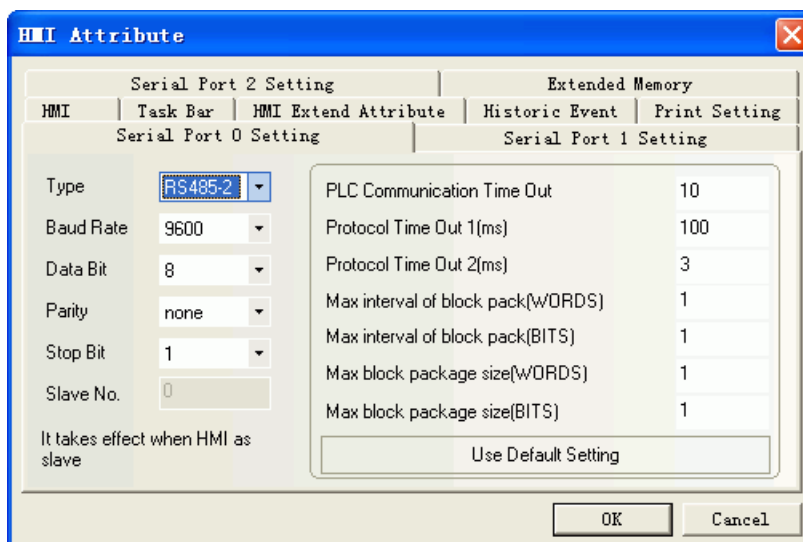 HMI Attribute
Serial Port 2 Setting Extended Memory
HMI Task Bar HMI Extend Attribute Historic Event Print Setting
Serial Port 0 Setting Serial Port 1 Setting
Type RS485-2
Baud Rate 9600
Data Bit 8
Parity none
Stop Bit 1
Slave No. 0
It takes effect when HMI as
slave
PLC Communication Time Out 10
Protocol Time Out 1(ms) 100
Protocol Time Out 2(ms) 3
Max interval of block pack(WORDS) 1
Max interval of block pack(BITS) 1
Max block package size(WORDS) 1
Max block package size(BITS) 1
Use Default Setting
OK Cancel